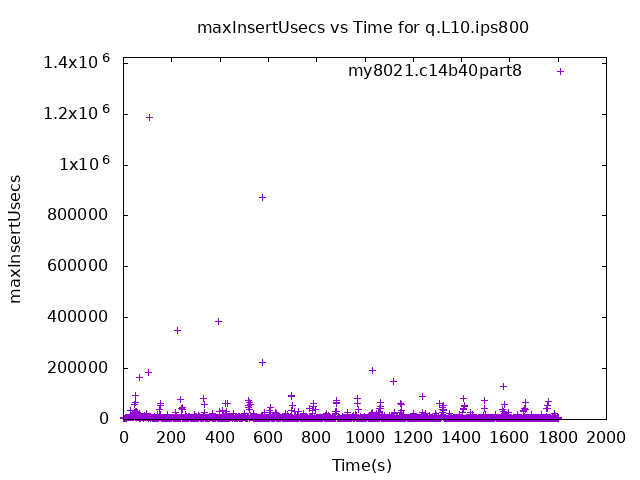 maxInsertUsecs vs Time for q.L10.ips800
my8021.c14b40part8
1.4x10^6
1.2x10^6
1x10^6
800000
600000
400000
200000
0
maxInsertUsecs
0 200 400 600 800 1000 1200 1400 1600 1800 2000
Time(s)